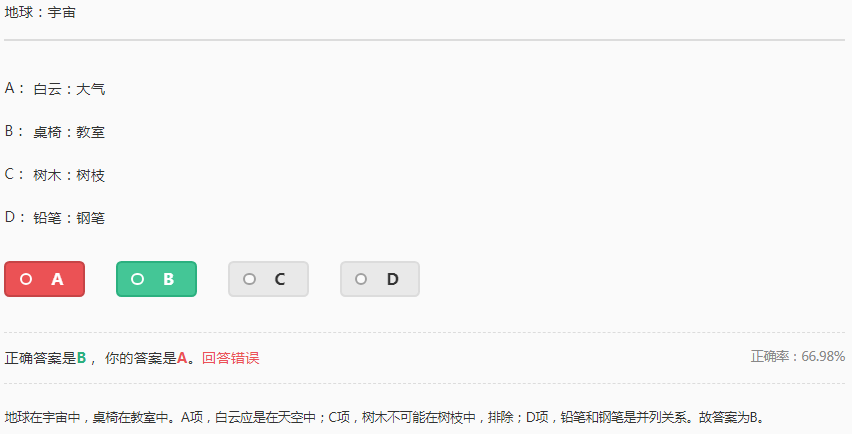 地球：宇宙
A： 白云：大气
B： 桌椅：教室
C： 树木：树枝
D： 铅笔：钢笔
A B C D
正确答案是B， 你的答案是A。回答错误 正确率：66.98%
地球在宇宙中，桌椅在教室中。A项，白云应是在天空中；C项，树木不可能在树枝中，排除；D项，铅笔和钢笔是并列关系。故答案为B。